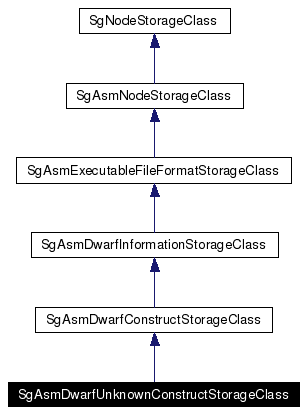 SgNodeStorageClass
SgAsmNodeStorageClass
SgAsmExecutableFileFormatStorageClass
SgAsmDwarfInformationStorageClass
SgAsmDwarfConstructStorageClass
SgAsmDwarfUnknownConstructStorageClass